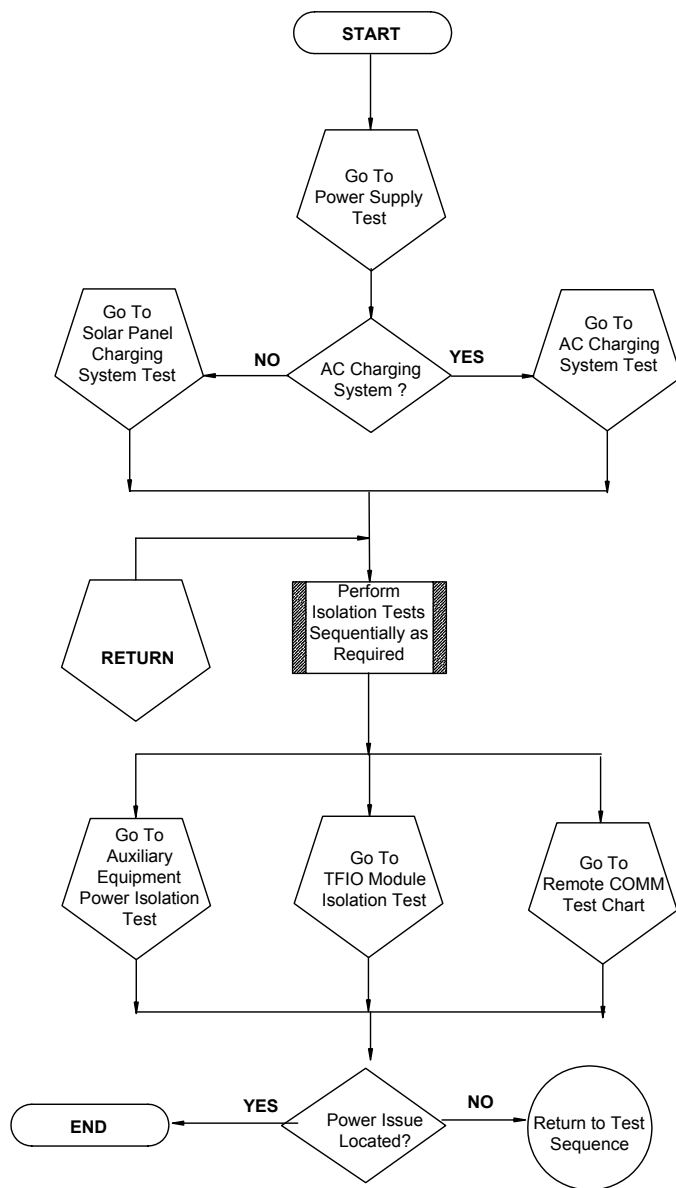 START
Go To
Power Supply
Test
Go To
Solar Panel
Charging
System Test
NO
AC Charging
System ?
YES
Go To
AC Charging
System Test
RETURN
Perform
Isolation Tests
Sequentially as
Required
Go To
Auxiliary
Equipment
Power Isolation
Test
Go To
TFIO Module
Isolation Test
Go To
Remote COMM
Test Chart
END
YES
Power Issue
Located?
NO
Return to Test
Sequence